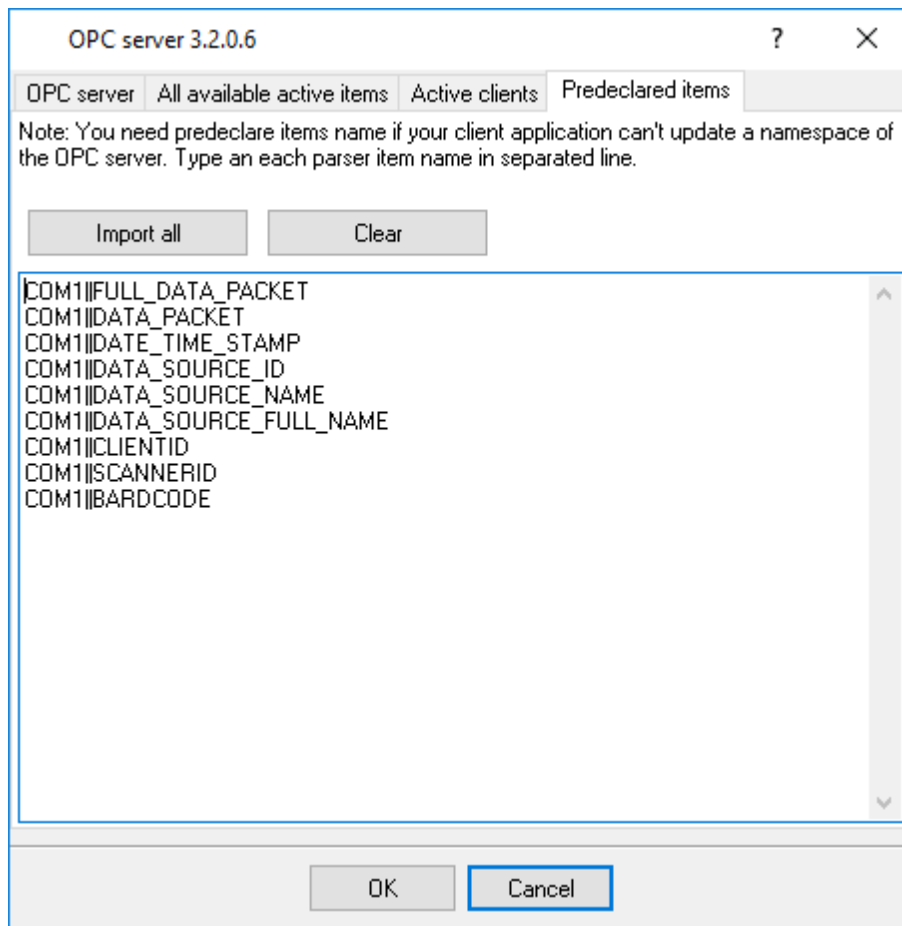 OPC server 3.2.0.6 ?
OPC server All available active items Active clients Predeclared items
Note: You need predeclare items name if your client application can't update a namespace of
the OPC server. Type an each parser item name in separated line.
Import all Clear
COM1||FULL_DATA_PACKET
COM1||DATA_PACKET
COM1||DATE_TIME_STAMP
COM1||DATA_SOURCE_ID
COM1||DATA_SOURCE_NAME
COM1||DATA_SOURCE_FULL_NAME
COM1||CLIENTID
COM1||SCANNERID
COM1||BARDCODE
OK Cancel